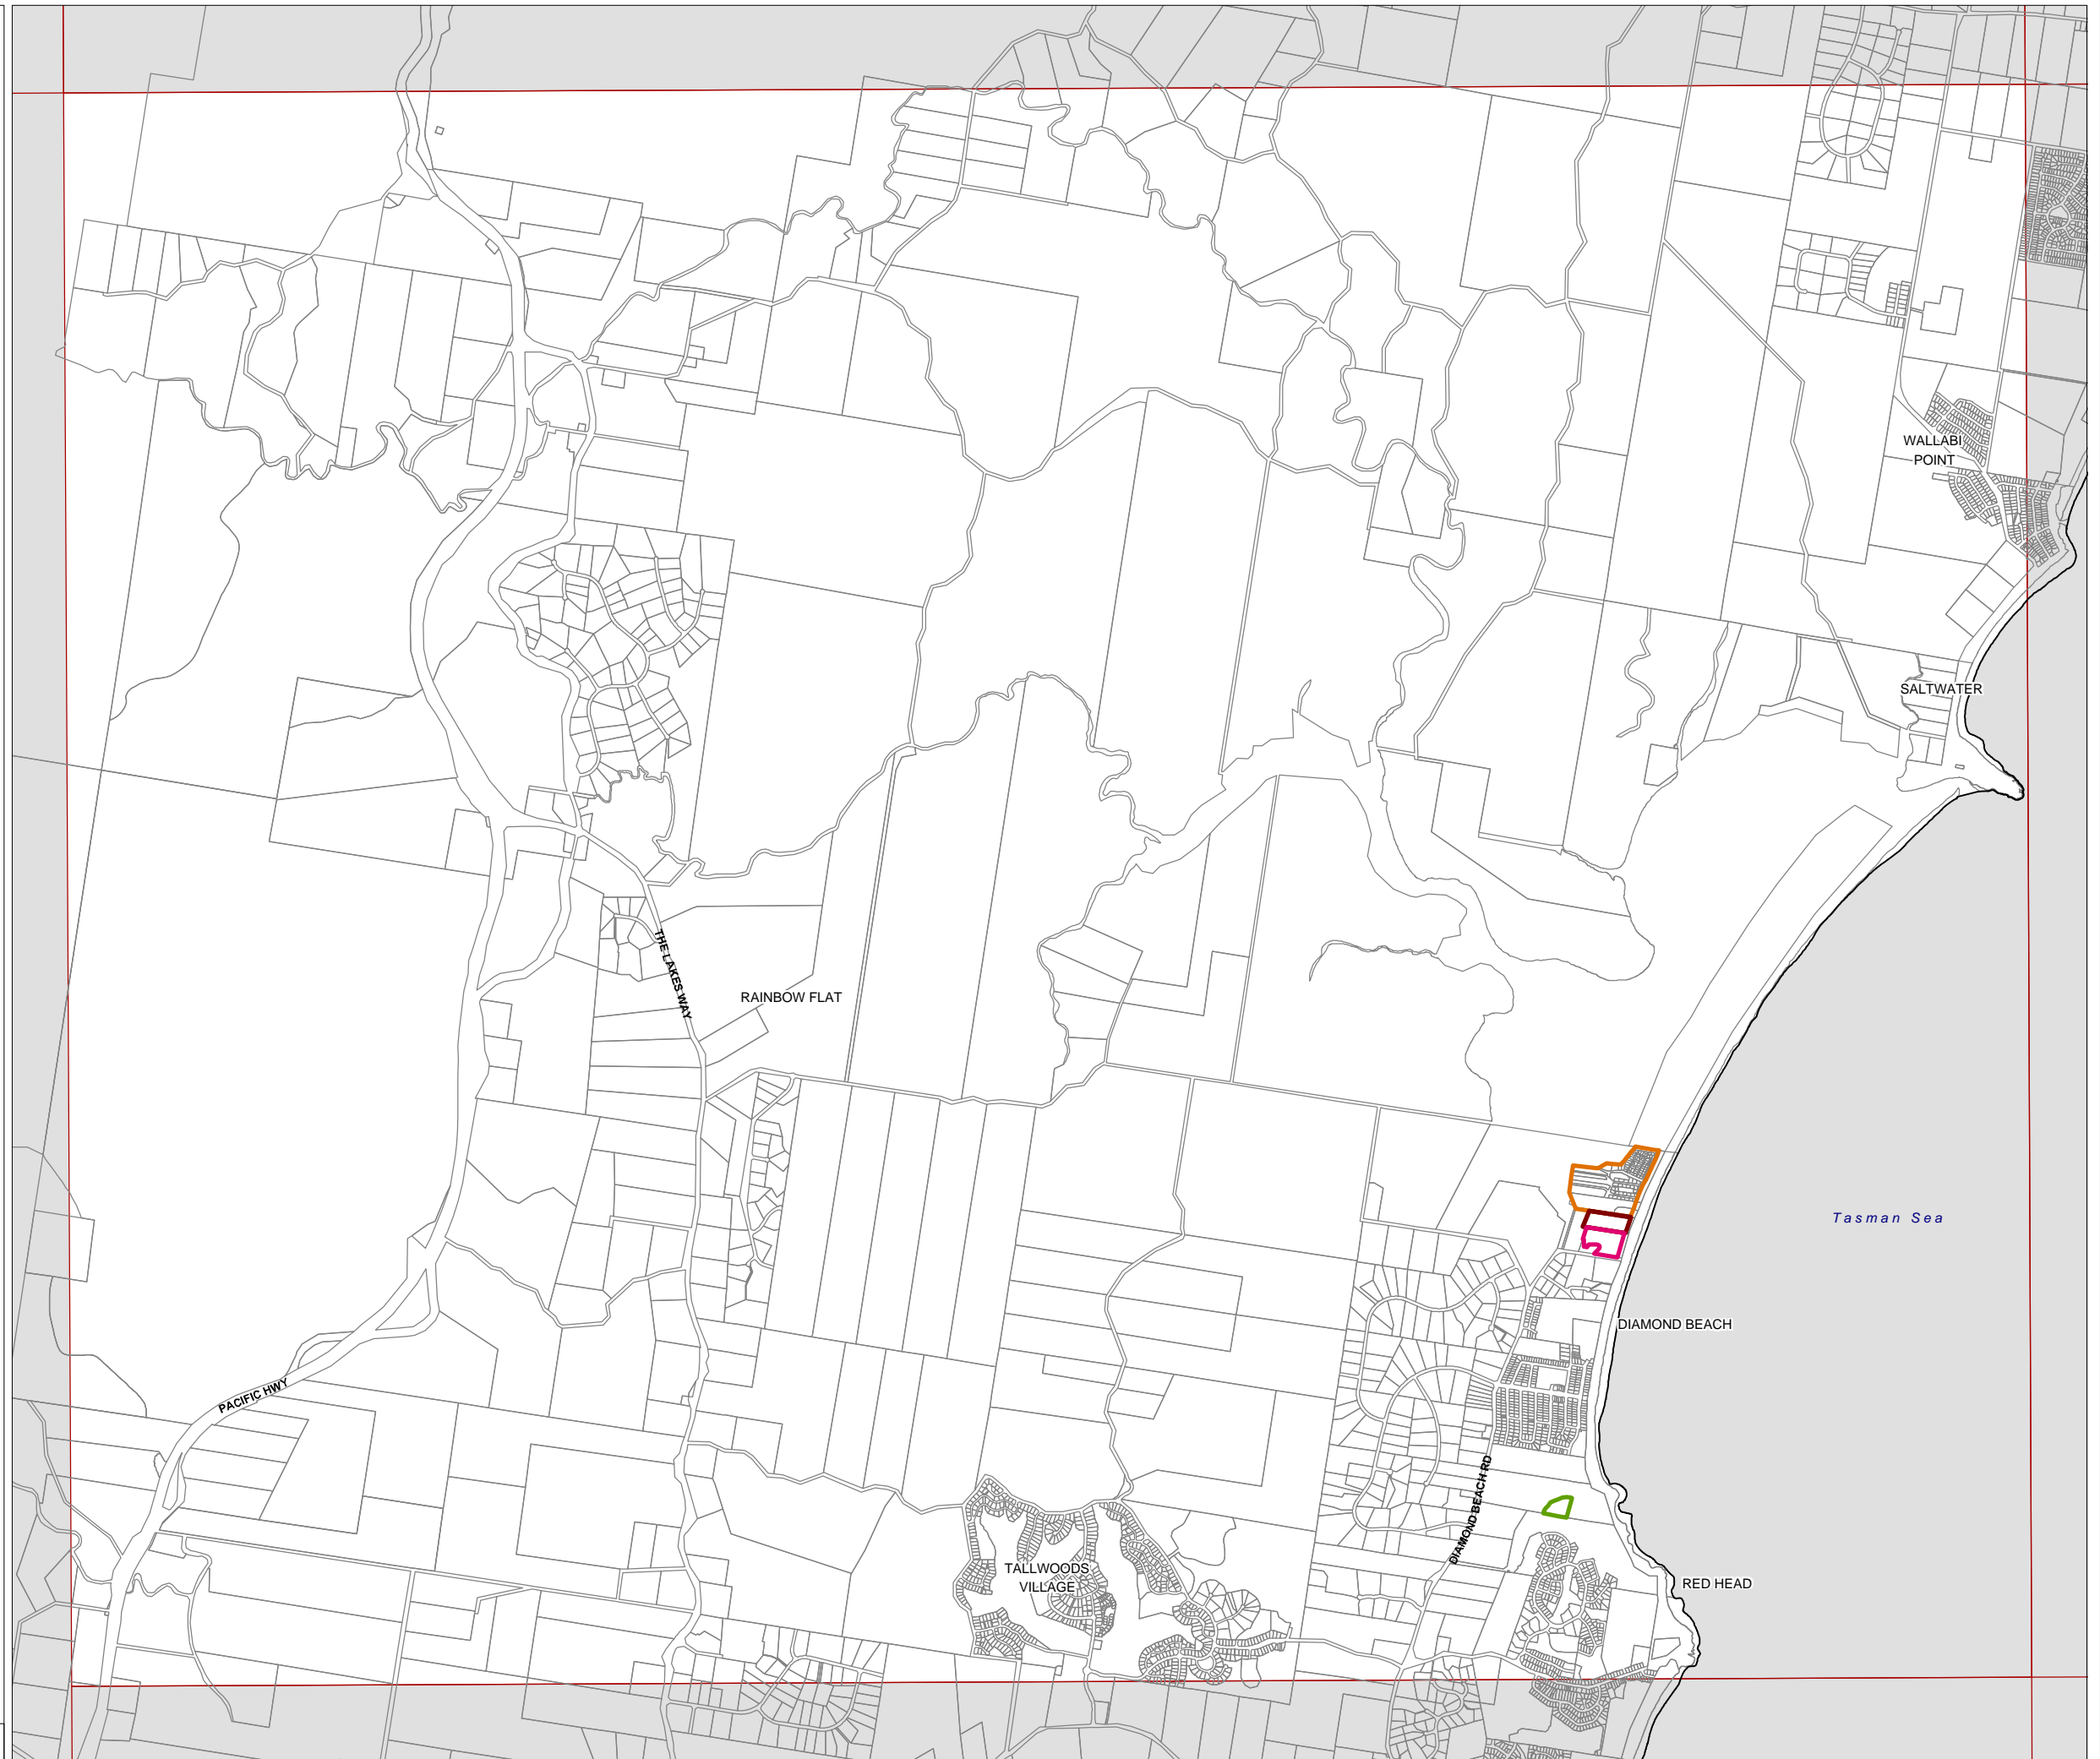 WALLABI
POINT
SALTWATER
THE LAKES WAY
RAINBOW FLAT
Tasman Sea
DIAMOND BEACH
PACIFIC HWY
DIAMOND BEACH RD
TALLWOODS
VILLAGE
RED HEAD